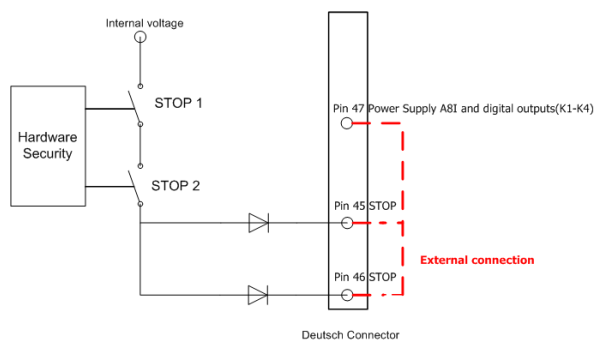 Internal voltage
STOP 1
Pin 47 Power Supply A8I and digital outputs(K1-K4)
Hardware
Security
STOP 2
Pin 45 STOP
External connection
Pin 46 STOP
Deutsch Connector